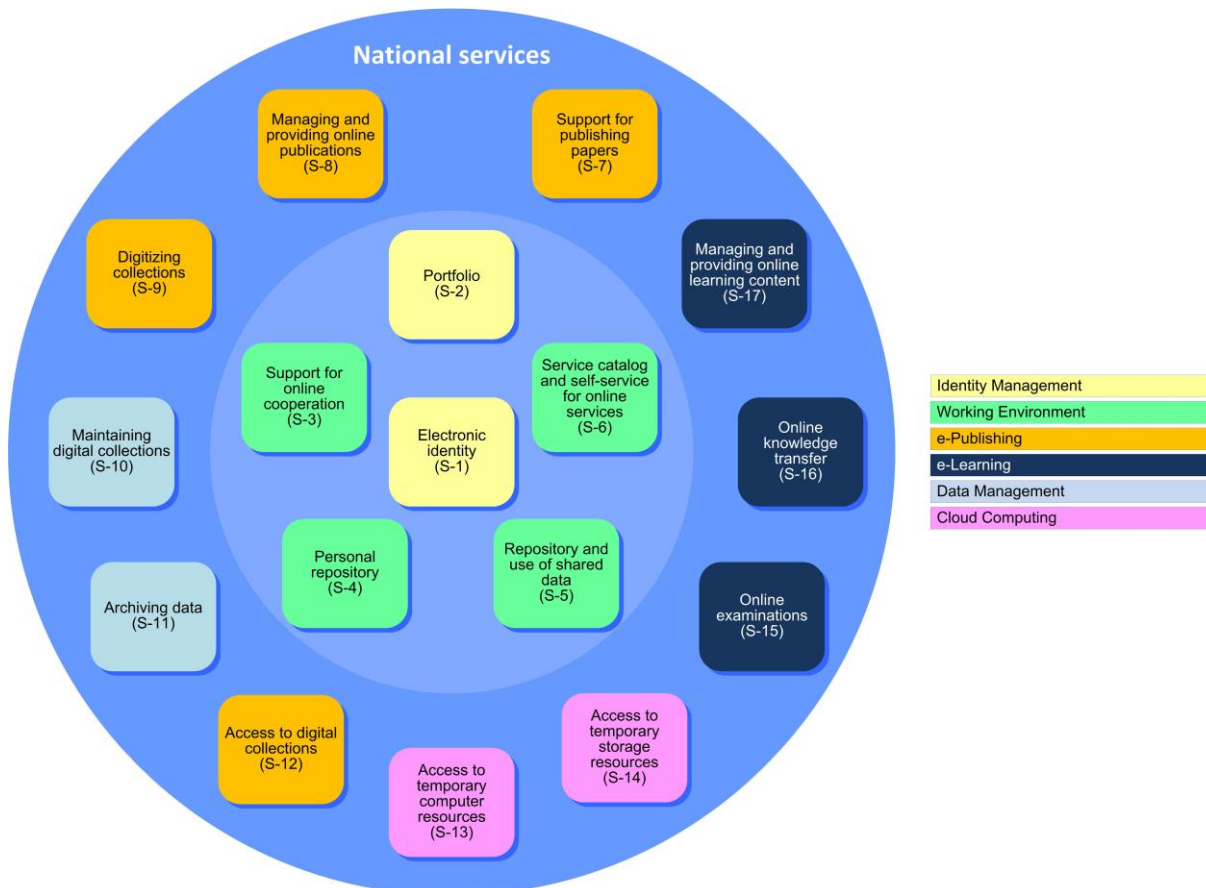 National services
Managing and
providing online
publications
(S-8)
Support for
publishing
papers
(S-7)
Digitizing
collections
(S-9)
Portfolio
(S-2)
Managing and
providing online
learning content
(S-17)
Support for
online
cooperation
(S-3)
Service catalog
and self-service
for online
services
(S-6)
Maintaining
digital collections
(S-10)
Electronic
identity
(S-1)
Online
knowledge
transfer
(S-16)
Personal
repository
(S-4)
Repository and
use of shared
data
(S-5)
Archiving data
(S-11)
Online
examinations
(S-15)
Access to digital
collections
(S-12)
Access to
temporary
computer
resources
(S-13)
Access to
temporary
storage
resources
(S-14)
Identity Management
Working Environment
e-Publishing
e-Learning
Data Management
Cloud Computing